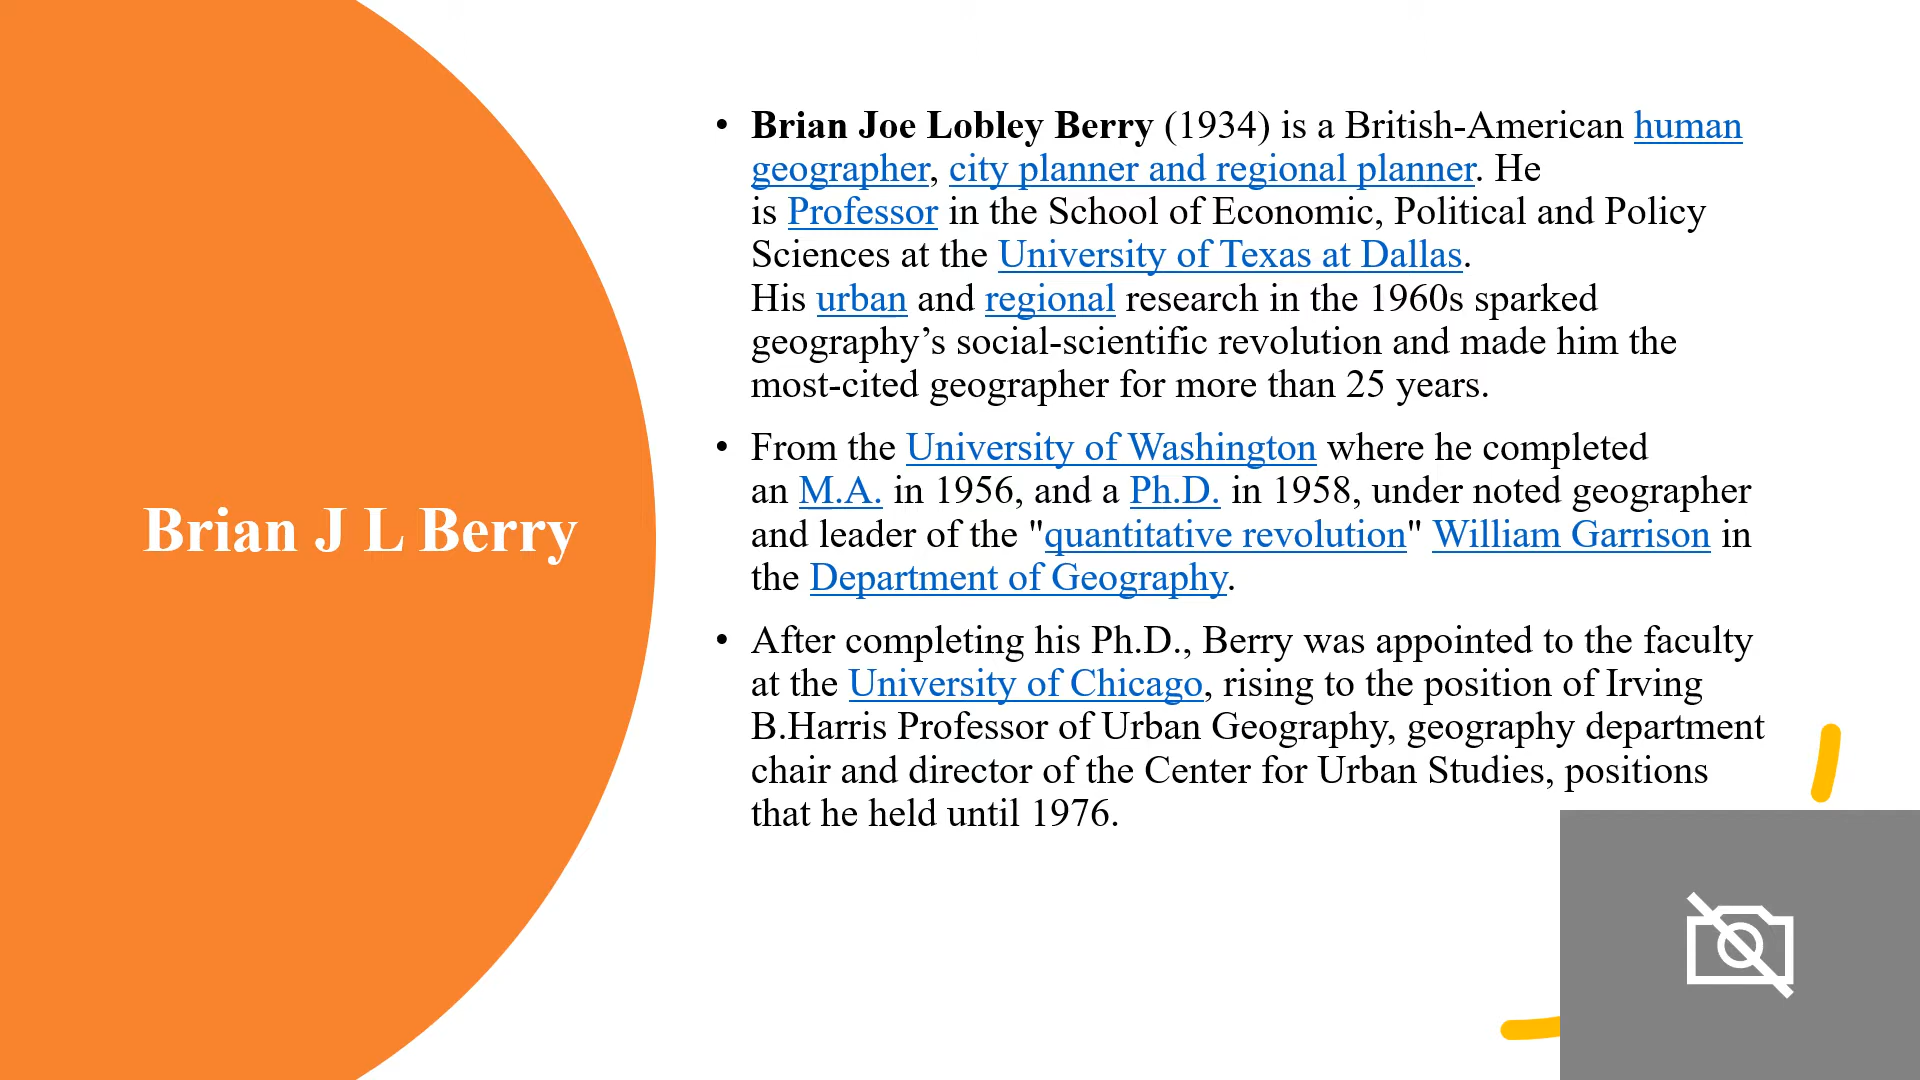 Brian J L Berry
• Brian Joe Lobley Berry (1934) is a British-American human
geographer, city planner and regional planner. He
is Professor in the School of Economic, Political and Policy
Sciences at the University of Texas at Dallas.
His urban and regional research in the 1960s sparked
geography’s social-scientific revolution and made him the
most-cited geographer for more than 25 years.
• From the University of Washington where he completed
an M.A. in 1956, and a Ph.D. in 1958, under noted geographer
and leader of the "quantitative revolution" William Garrison in
the Department of Geography.
• After completing his Ph.D., Berry was appointed to the faculty
at the University of Chicago, rising to the position of Irving
B.Harris Professor of Urban Geography, geography department
chair and director of the Center for Urban Studies, positions
that he held until 1976.